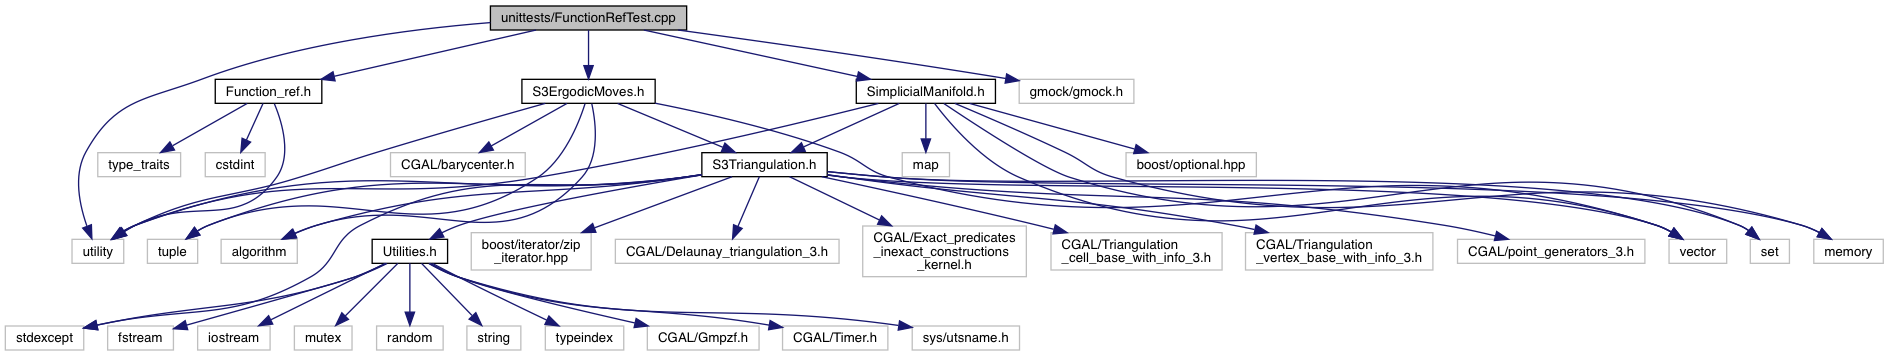 unittests/FunctionRefTest.cpp
Function_ref.h
S3ErgodicMoves.h
SimplicialManifold.h
gmock/gmock.h
type_traits
cstdint
CGAL/barycenter.h
S3Triangulation.h
map
boost/optional.hpp
utility
tuple
algorithm
Utilities.h
boost/iterator/zip
_iterator.hpp
CGAL/Delaunay_triangulation_3.h
CGAL/Exact_predicates
_inexact_constructions
_kernel.h
CGAL/Triangulation
_cell_base_with_info_3.h
CGAL/Triangulation
_vertex_base_with_info_3.h
CGAL/point_generators_3.h
vector
set
memory
stdexcept
fstream
iostream
mutex
random
string
typeindex
CGAL/Gmpzf.h
CGAL/Timer.h
sys/utsname.h